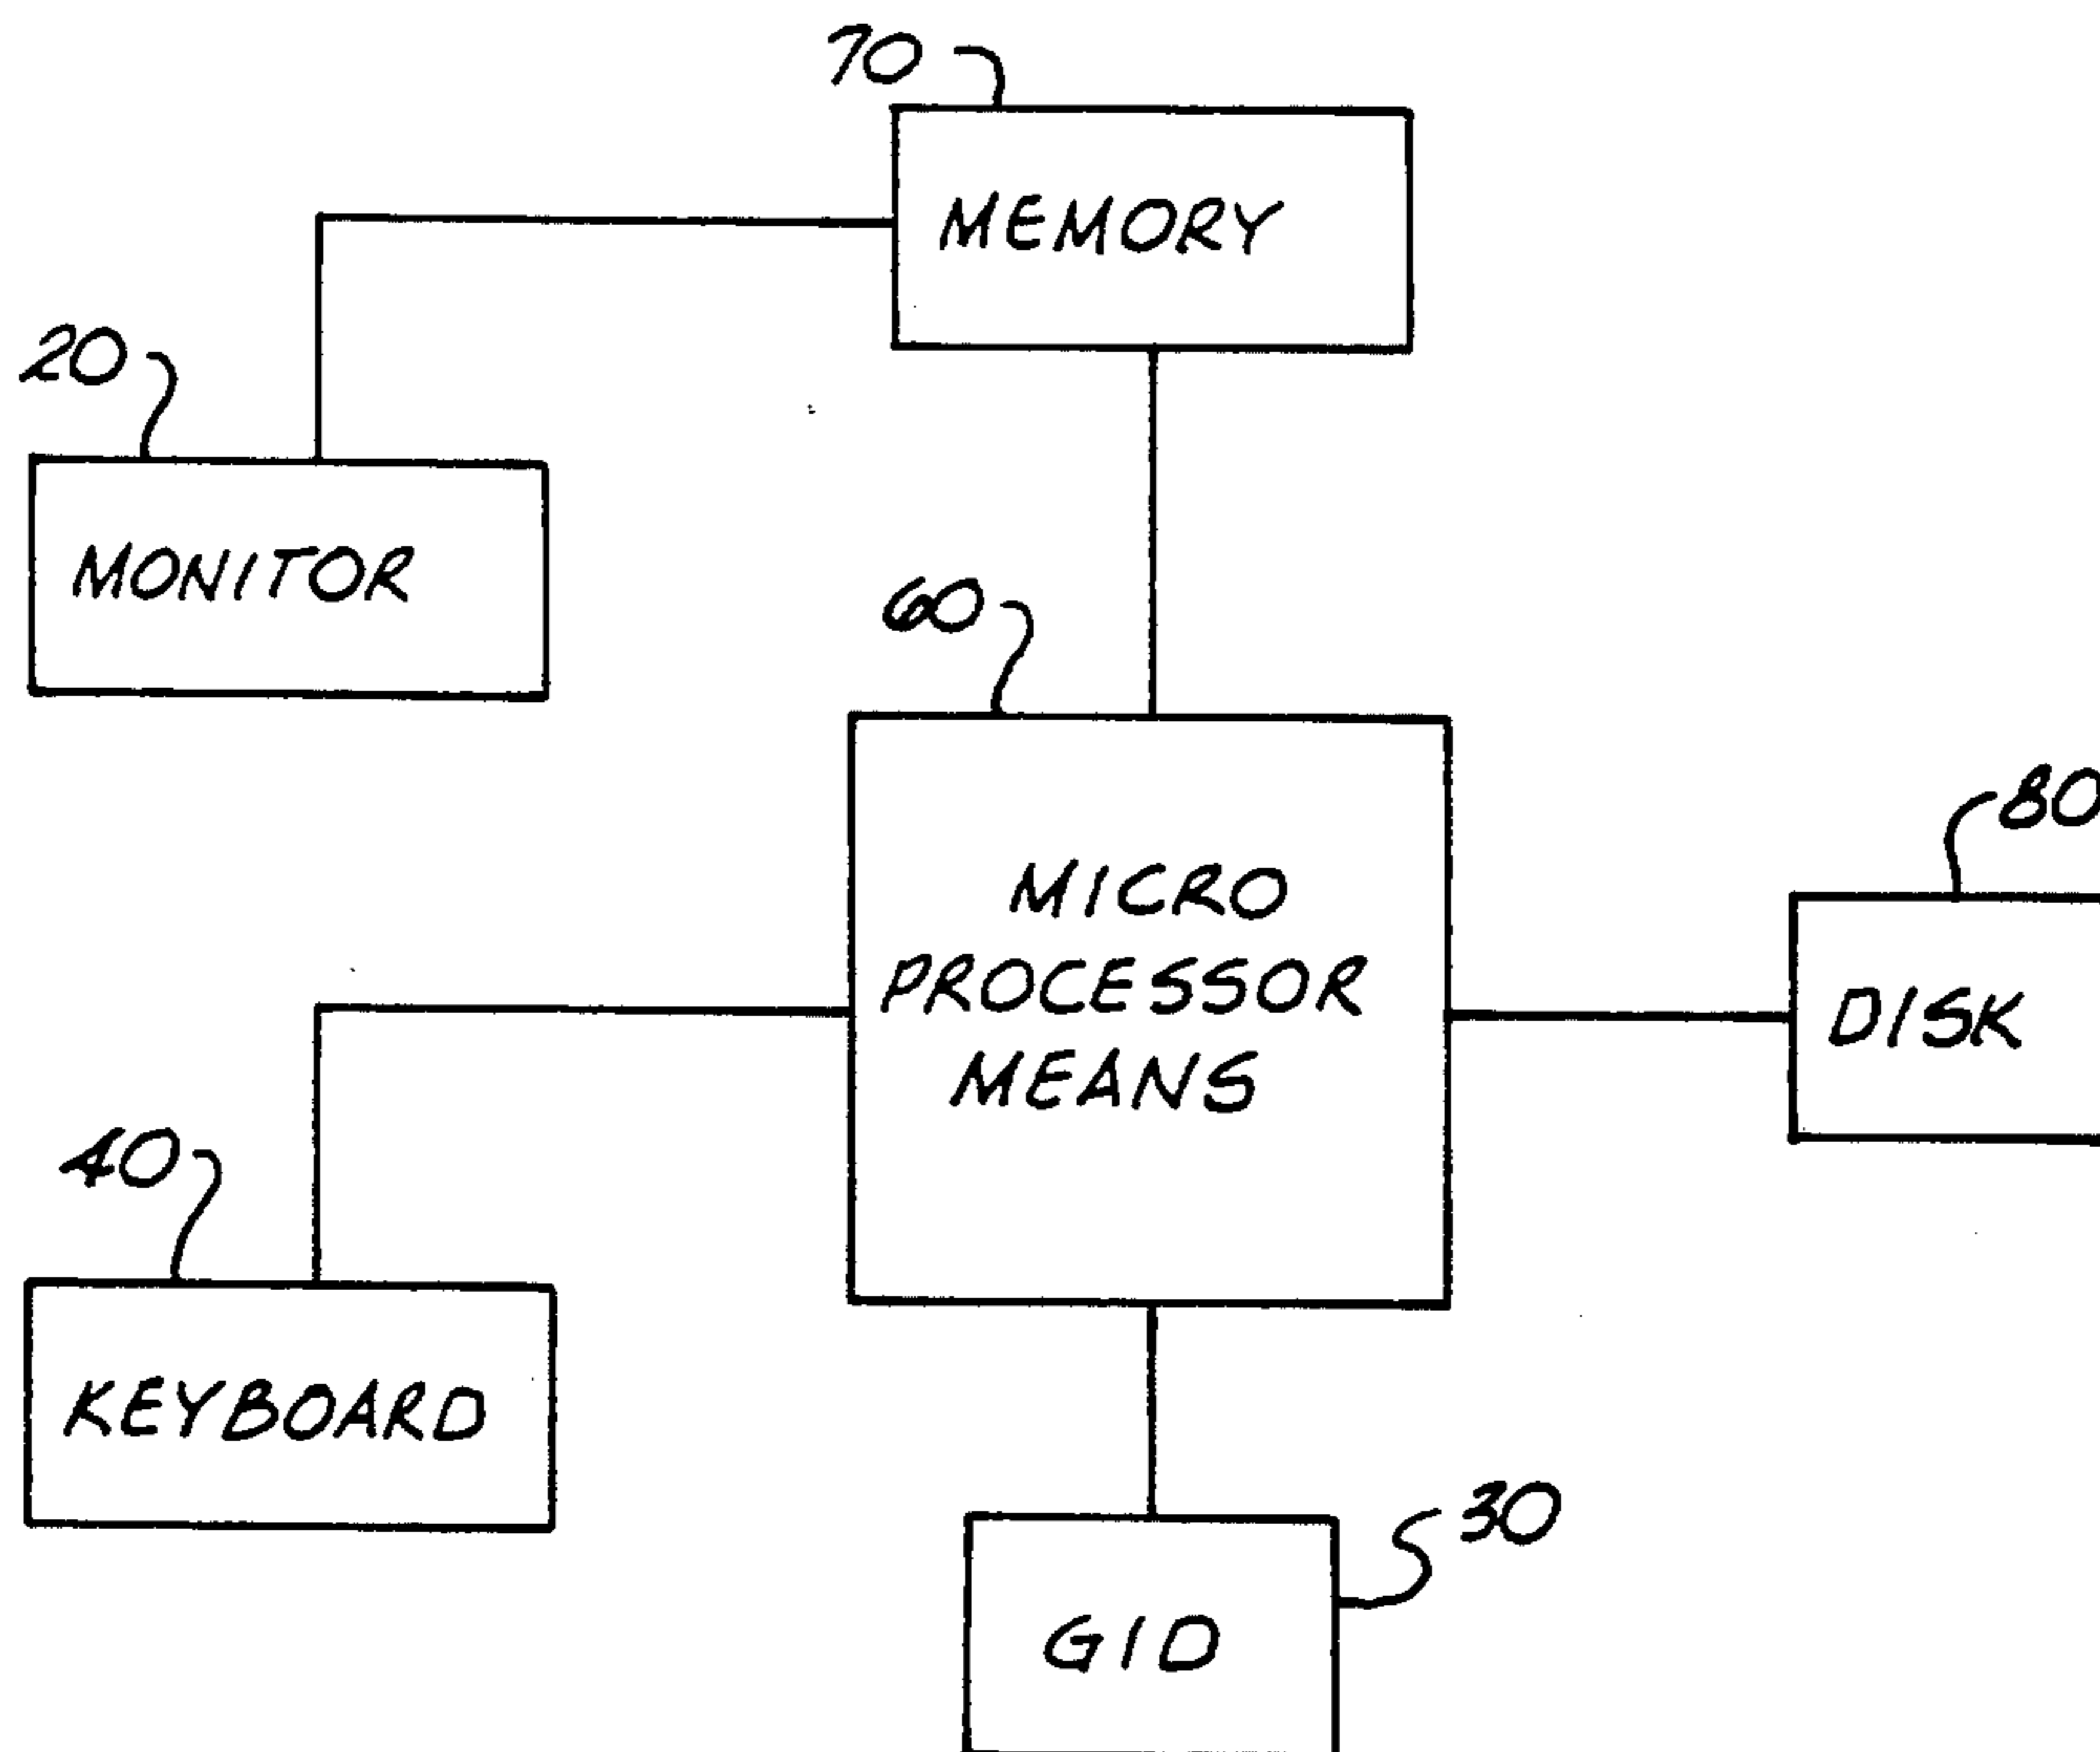 70
MEMORY
20
MONITOR
60
MICRO
PROCESSOR
MEANS
80
DISK
40
KEYBOARD
30
GID